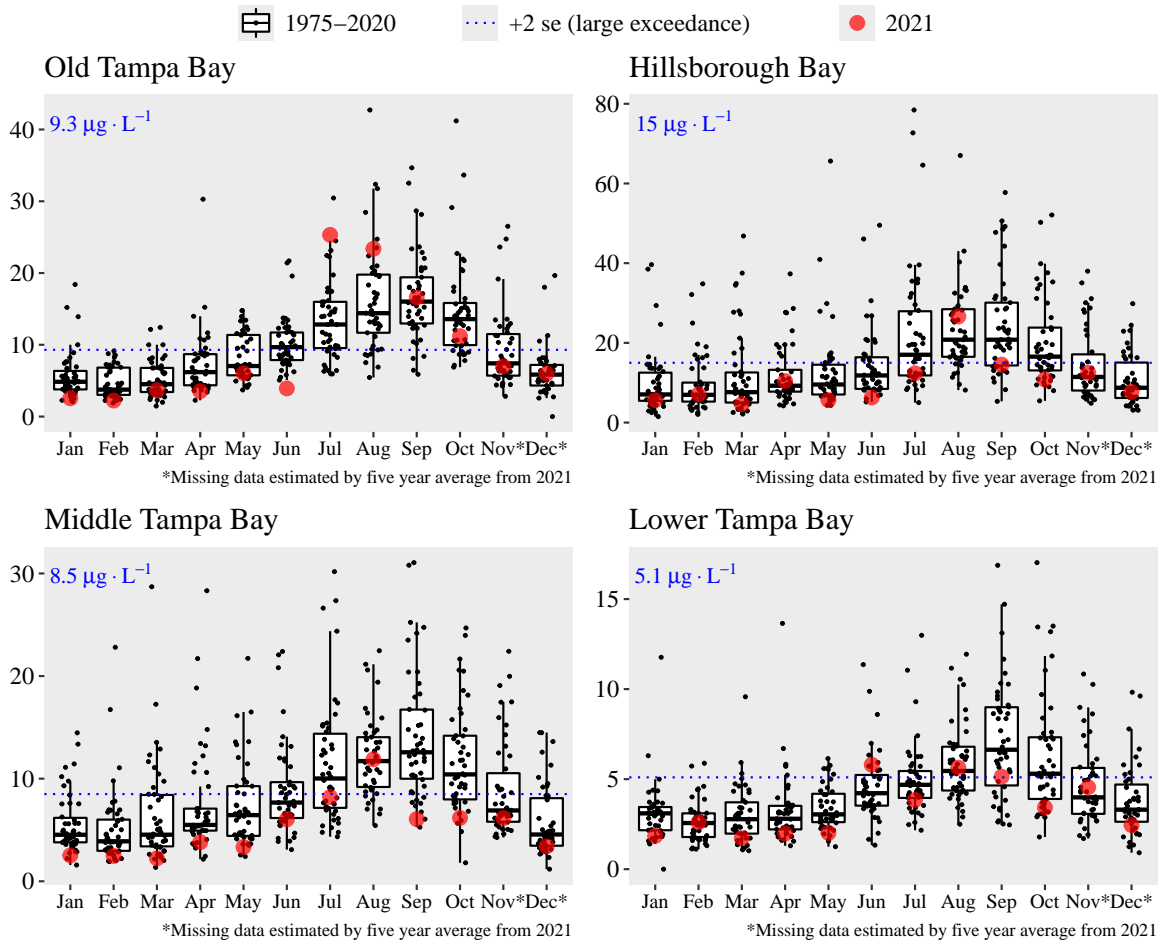 1975–2020
+2 se (large exceedance)
2021
Old Tampa Bay
9.3 μg · L⁻¹
40
30
20
10
0
Jan Feb Mar Apr May Jun Jul Aug Sep Oct Nov* Dec*
*Missing data estimated by five year average from 2021
Hillsborough Bay
15 μg · L⁻¹
80
60
40
20
0
Jan Feb Mar Apr May Jun Jul Aug Sep Oct Nov* Dec*
*Missing data estimated by five year average from 2021
Middle Tampa Bay
8.5 μg · L⁻¹
30
20
10
0
Jan Feb Mar Apr May Jun Jul Aug Sep Oct Nov* Dec*
*Missing data estimated by five year average from 2021
Lower Tampa Bay
5.1 μg · L⁻¹
15
10
5
0
Jan Feb Mar Apr May Jun Jul Aug Sep Oct Nov* Dec*
*Missing data estimated by five year average from 2021